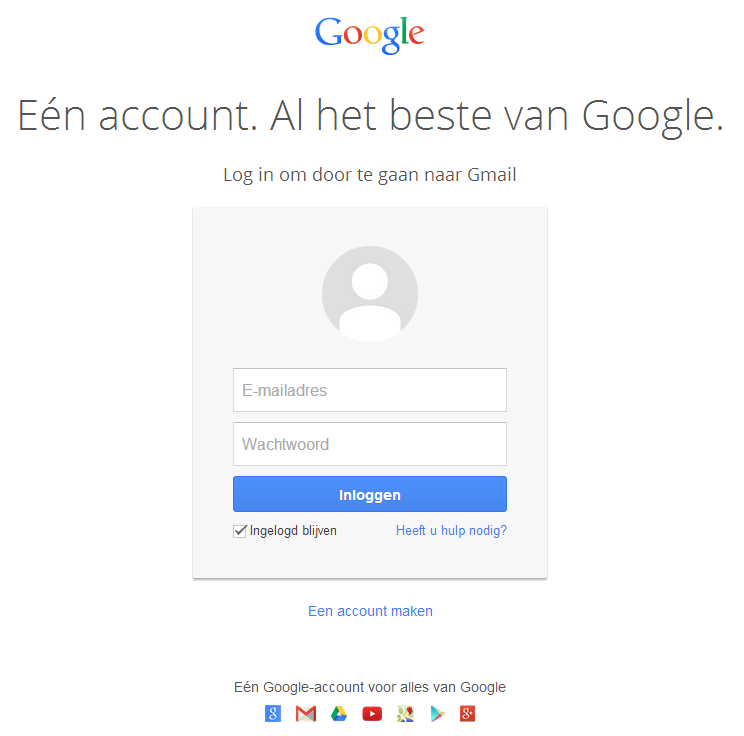 Google
Eén account. Al het beste van Google.
Log in om door te gaan naar Gmail
E-mailadres
Wachtwoord
Inloggen
Ingelogd blijven
Heeft u hulp nodig?
Een account maken
Eén Google-account voor alles van Google